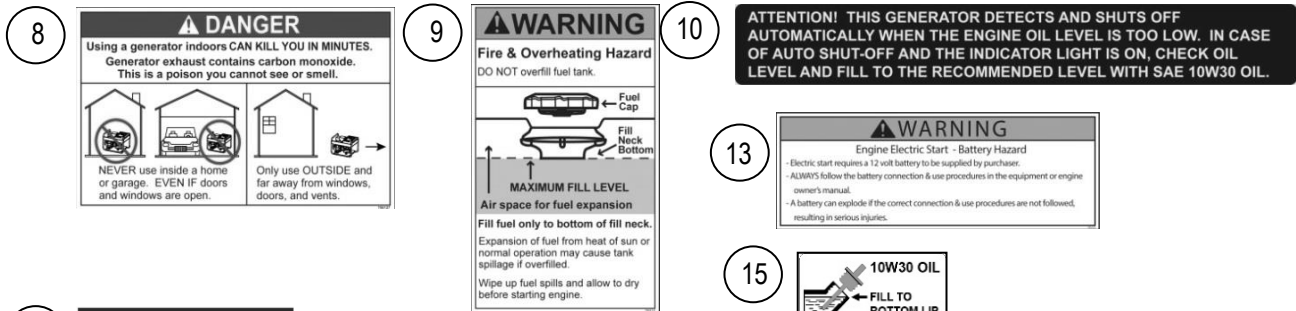 8
DANGER
Using a generator indoors CAN KILL YOU IN MINUTES.
Generator exhaust contains carbon monoxide.
This is a poison you cannot see or smell.
NEVER use inside a home
or garage. EVEN IF doors
and windows are open.
Only use OUTSIDE and
far away from windows,
doors, and vents.
9
WARNING
Fire & Overheating Hazard
DO NOT overfill fuel tank.
Fuel
Cap
Fill
Neck
Bottom
MAXIMUM FILL LEVEL
Air space for fuel expansion
Fill fuel only to bottom of fill neck.
Expansion of fuel from heat of sun or
normal operation may cause tank
spillage if overfilled.
Wipe up fuel spills and allow to dry
before starting engine.
10
ATTENTION! THIS GENERATOR DETECTS AND SHUTS OFF
AUTOMATICALLY WHEN THE ENGINE OIL LEVEL IS TOO LOW. IN CASE
OF AUTO SHUT-OFF AND THE INDICATOR LIGHT IS ON, CHECK OIL
LEVEL AND FILL TO THE RECOMMENDED LEVEL WITH SAE 10W30 OIL.
13
WARNING
Engine Electric Start - Battery Hazard
- Electric start requires a 12 volt battery to be supplied by purchaser.
- ALWAYS follow the battery connection & use procedures in the equipment or engine
owner's manual.
- A battery can explode if the correct connection & use procedures are not followed,
resulting in serious injuries.
15
10W30 OIL
FILL TO
BOTTOM LIP